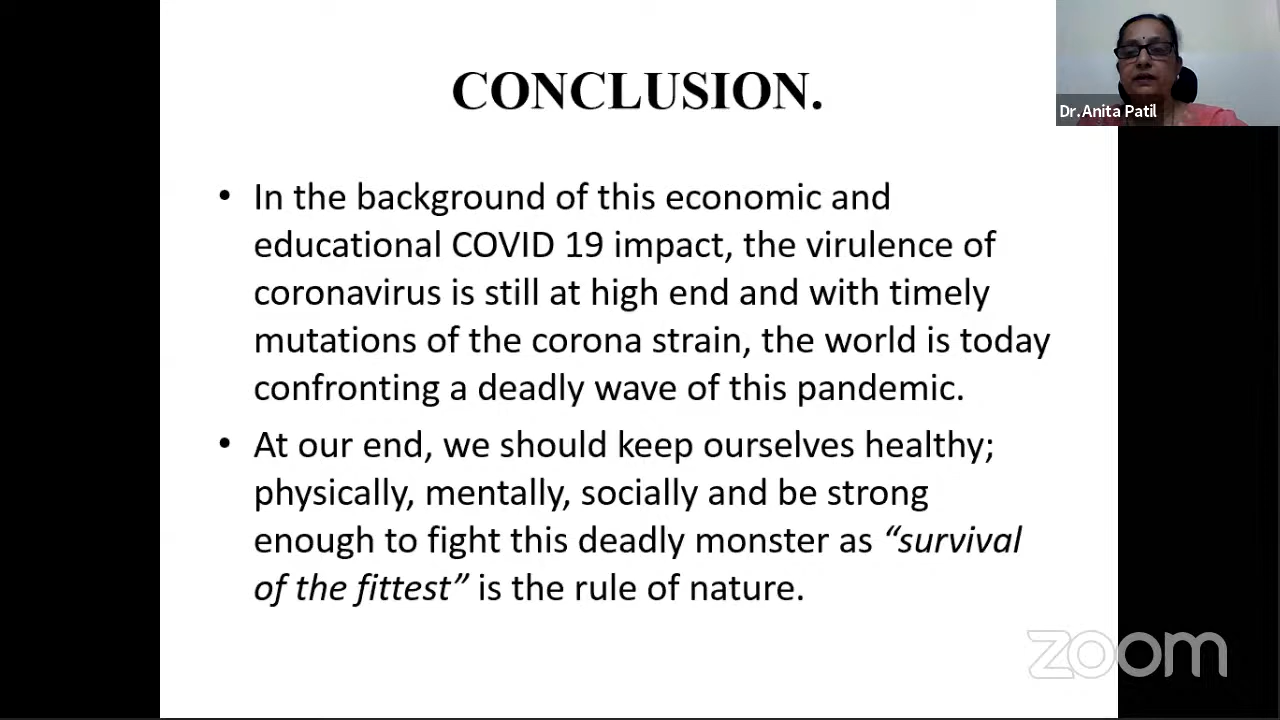 CONCLUSION.
Dr.Anita Patil
• In the background of this economic and
educational COVID 19 impact, the virulence of
coronavirus is still at high end and with timely
mutations of the corona strain, the world is today
confronting a deadly wave of this pandemic.
• At our end, we should keep ourselves healthy;
physically, mentally, socially and be strong
enough to fight this deadly monster as “survival
of the fittest” is the rule of nature.
zoom